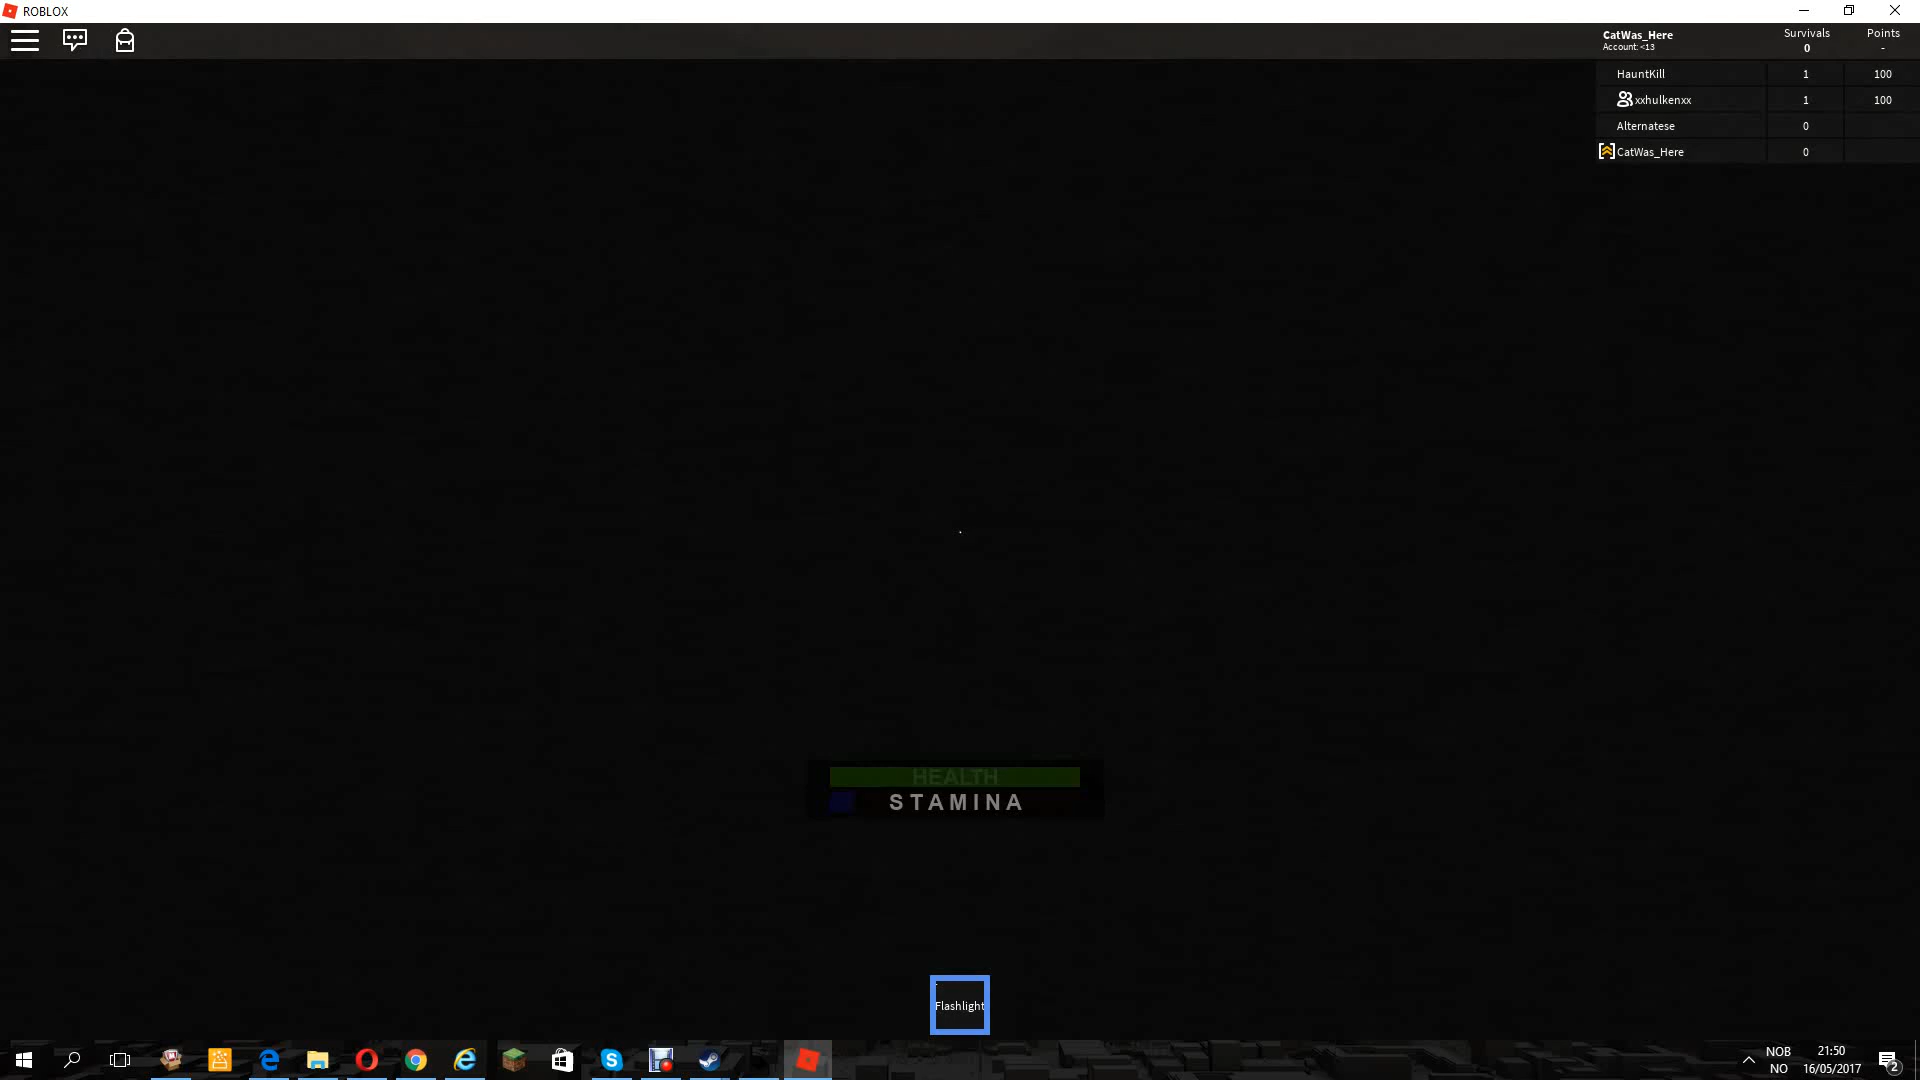 ROBLOX
CatWas_Here Survivals Points
Account: <13 0 -
HauntKill 1 100
xxhulkenxx 1 100
Alternatese 0
CatWas_Here 0
HEALTH
STAMINA
Flashlight
NOB 21:50
NO 16/05/2017 2